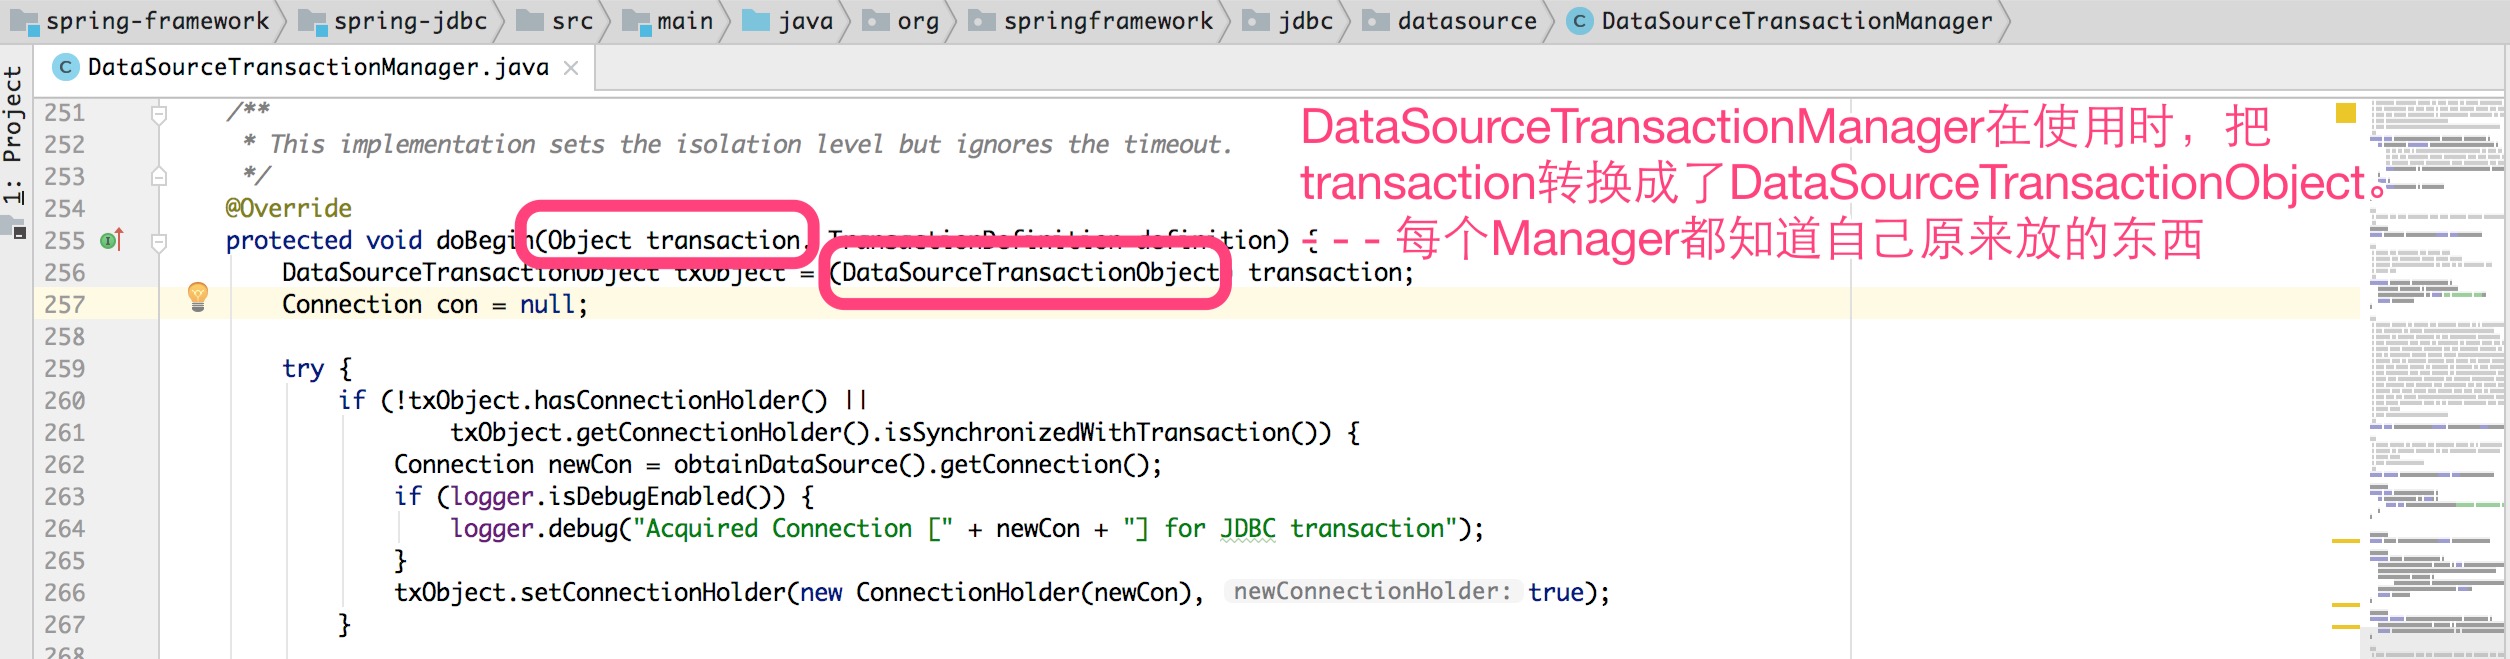 spring-framework spring-jdbc src main java org springframework jdbc datasource DataSourceTransactionManager
DataSourceTransactionManager.java
1: Project
251 /**
252 * This implementation sets the isolation level but ignores the timeout.
253 */
254 @Override
255 protected void doBegin(Object transaction, TransactionDefinition definition) {
256 DataSourceTransactionObject txObject = (DataSourceTransactionObject) transaction;
257 Connection con = null;
258
259 try {
260 if (!txObject.hasConnectionHolder() ||
261 txObject.getConnectionHolder().isSynchronizedWithTransaction()) {
262 Connection newCon = obtainDataSource().getConnection();
263 if (logger.isDebugEnabled()) {
264 logger.debug("Acquired Connection [" + newCon + "] for JDBC transaction");
265 }
266 txObject.setConnectionHolder(new ConnectionHolder(newCon), newConnectionHolder: true);
267 }
268
DataSourceTransactionManager在使用时，把
transaction转换成了DataSourceTransactionObject。
- - - 每个Manager都知道自己原来放的东西